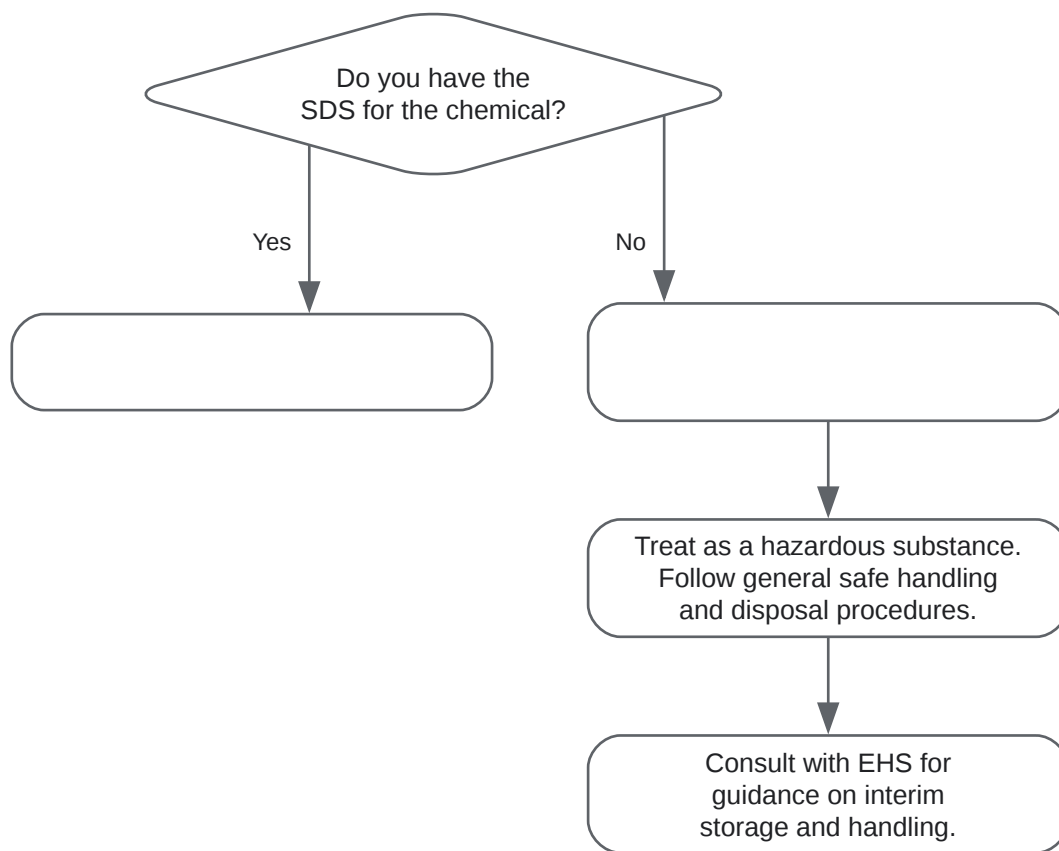 Do you have the
SDS for the chemical?
Yes
No
Treat as a hazardous substance.
Follow general safe handling
and disposal procedures.
Consult with EHS for
guidance on interim
storage and handling.